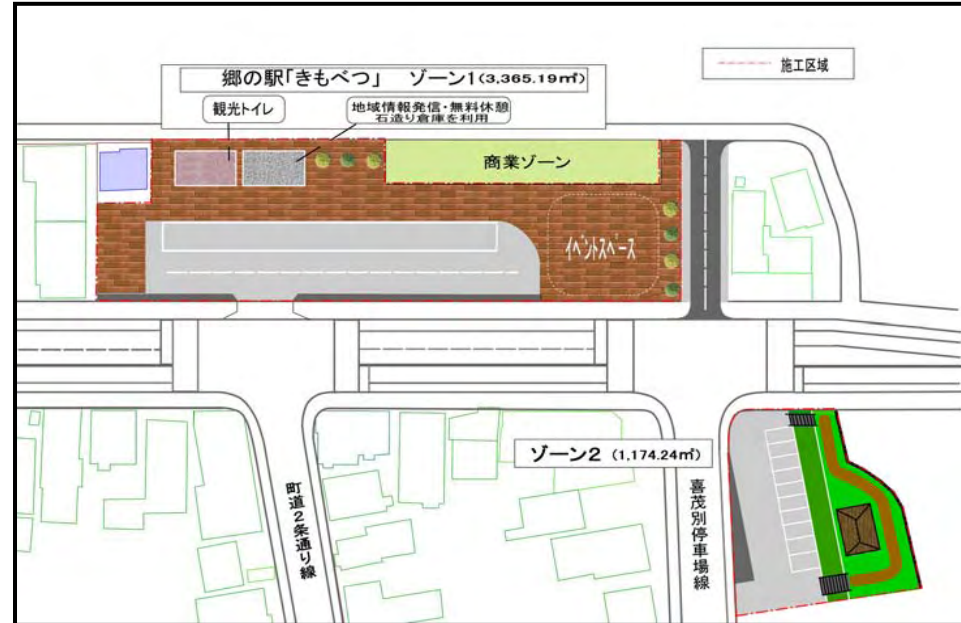 郷の駅「きもべつ」 ゾーン1(3,365.19㎡)
施工区域
観光トイレ
地域情報発信・無料休憩
石造り倉庫を利用
商業ゾーン
イベントスペース
ゾーン2 (1,174.24㎡)
町道2条通り線
喜茂別停車場線